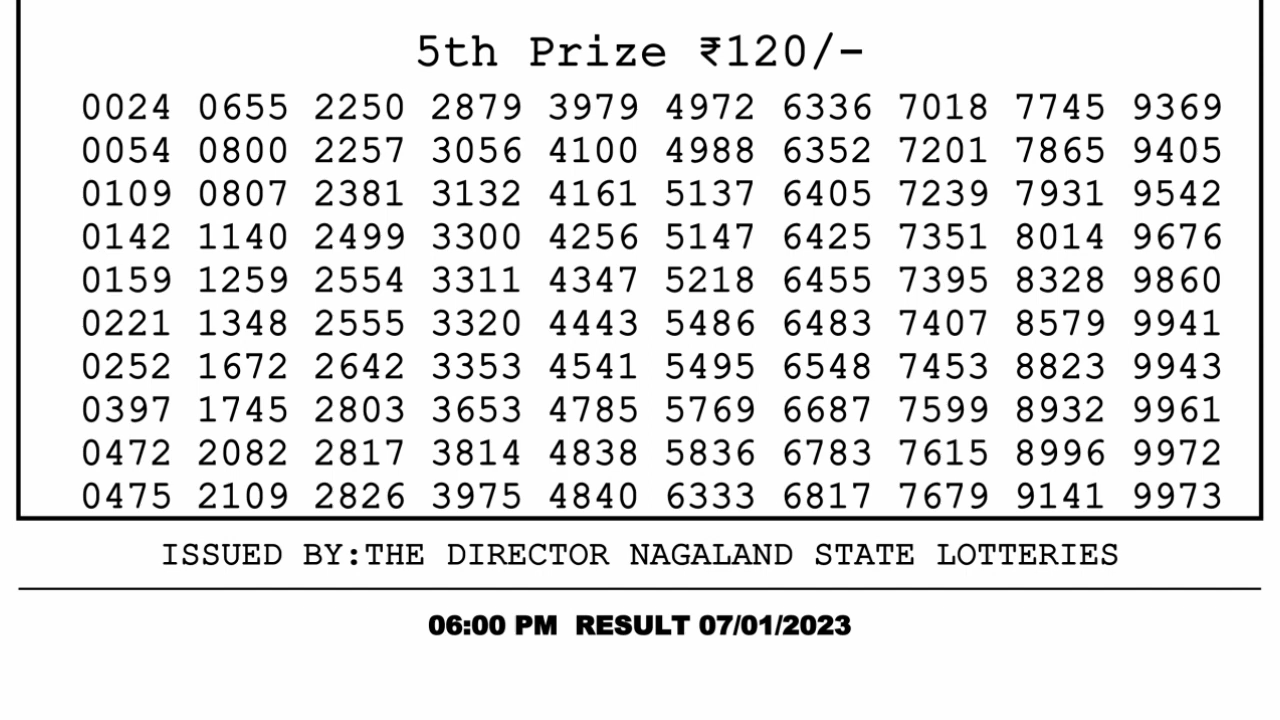 5th Prize ₹120/-
0024 0655 2250 2879 3979 4972 6336 7018 7745 9369
0054 0800 2257 3056 4100 4988 6352 7201 7865 9405
0109 0807 2381 3132 4161 5137 6405 7239 7931 9542
0142 1140 2499 3300 4256 5147 6425 7351 8014 9676
0159 1259 2554 3311 4347 5218 6455 7395 8328 9860
0221 1348 2555 3320 4443 5486 6483 7407 8579 9941
0252 1672 2642 3353 4541 5495 6548 7453 8823 9943
0397 1745 2803 3653 4785 5769 6687 7599 8932 9961
0472 2082 2817 3814 4838 5836 6783 7615 8996 9972
0475 2109 2826 3975 4840 6333 6817 7679 9141 9973
ISSUED BY:THE DIRECTOR NAGALAND STATE LOTTERIES
06:00 PM RESULT 07/01/2023